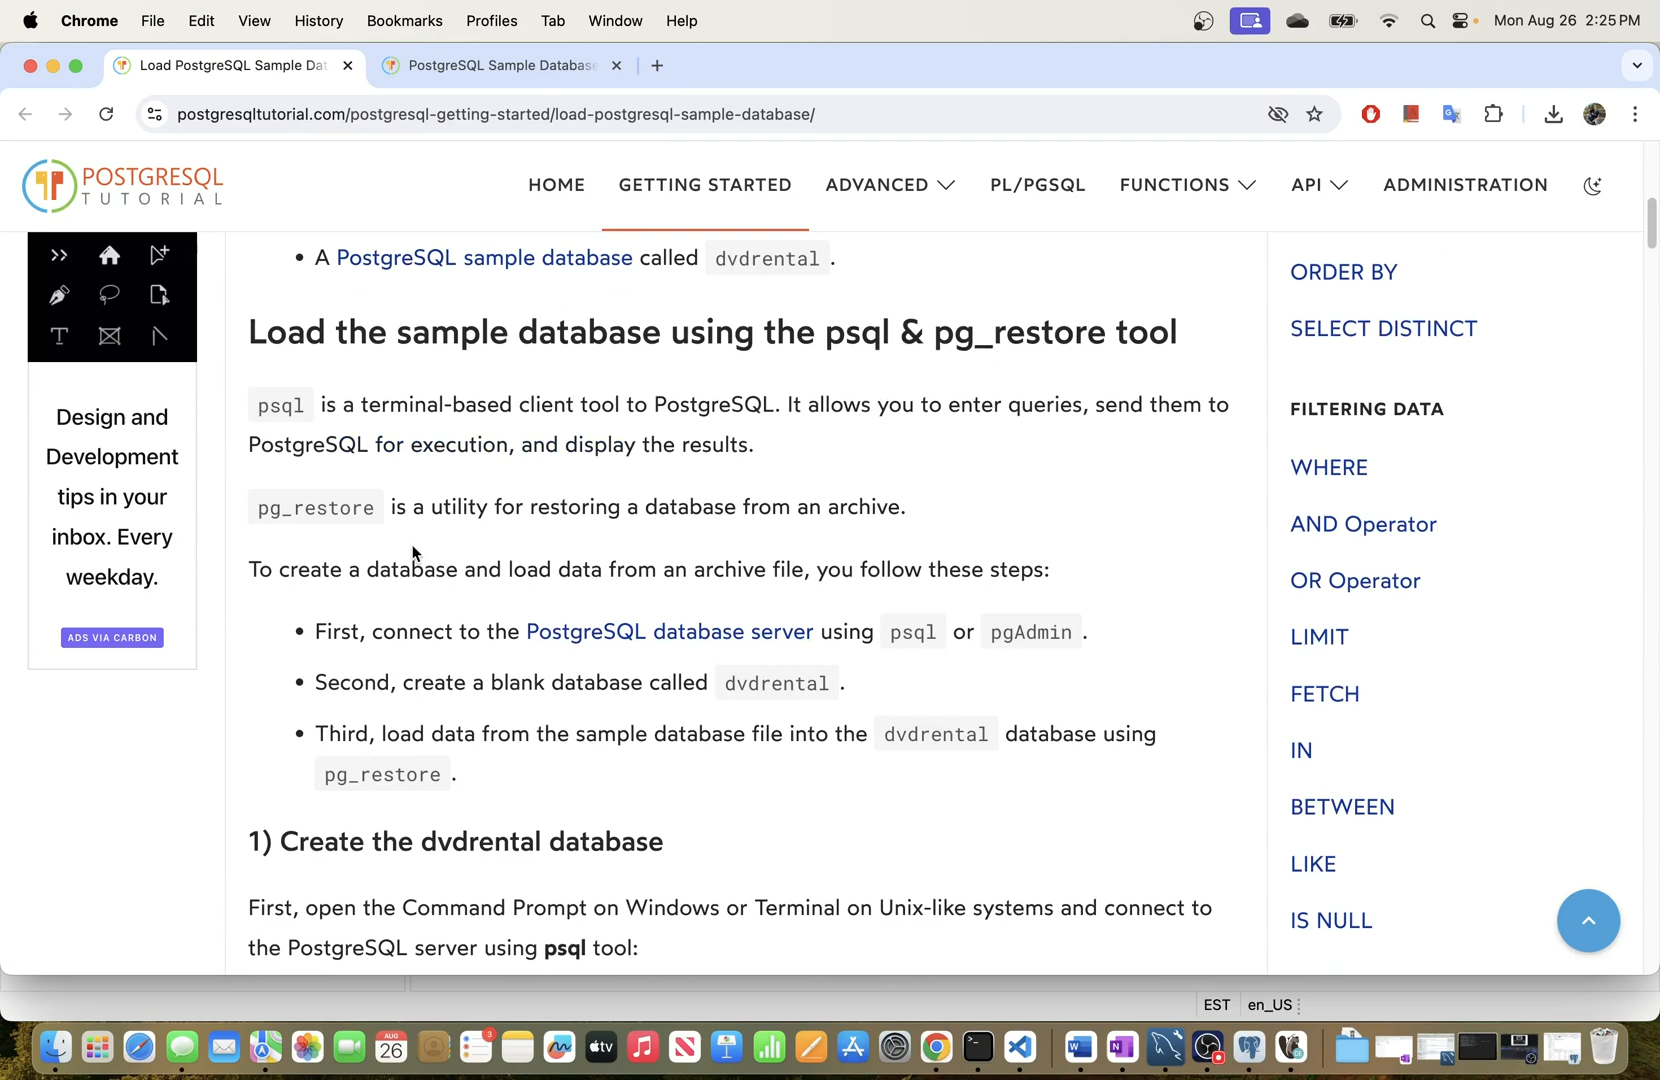 Chrome File Edit View History Bookmarks Profiles Tab Window Help Mon Aug 26 2:25 PM
Load PostgreSQL Sample Dat PostgreSQL Sample Database
postgresqltutorial.com/postgresql-getting-started/load-postgresql-sample-database/
POSTGRESQL
TUTORIAL
HOME GETTING STARTED ADVANCED PL/PGSQL FUNCTIONS API ADMINISTRATION
• A PostgreSQL sample database called dvdrental .
Load the sample database using the psql & pg_restore tool
psql is a terminal-based client tool to PostgreSQL. It allows you to enter queries, send them to
PostgreSQL for execution, and display the results.
pg_restore is a utility for restoring a database from an archive.
To create a database and load data from an archive file, you follow these steps:
• First, connect to the PostgreSQL database server using psql or pgAdmin .
• Second, create a blank database called dvdrental .
• Third, load data from the sample database file into the dvdrental database using
pg_restore .
1) Create the dvdrental database
First, open the Command Prompt on Windows or Terminal on Unix-like systems and connect to
the PostgreSQL server using psql tool:
Design and
Development
tips in your
inbox. Every
weekday.
ADS VIA CARBON
ORDER BY
SELECT DISTINCT
FILTERING DATA
WHERE
AND Operator
OR Operator
LIMIT
FETCH
IN
BETWEEN
LIKE
IS NULL
EST en_US
AUG
26
3
tv